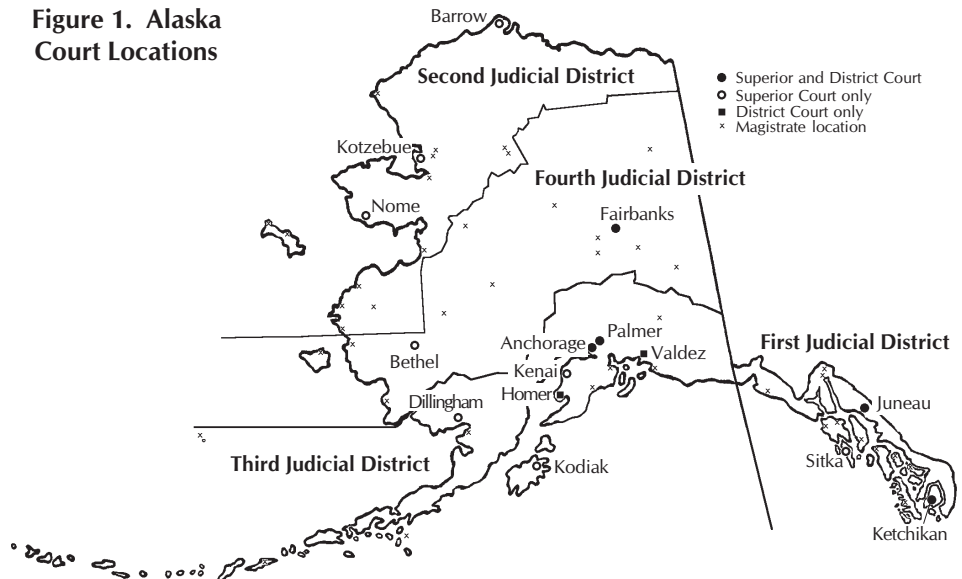 Figure 1.  Alaska
Court Locations
Barrow
Second Judicial District
Superior and District Court
Superior Court only
District Court only
Magistrate location
Kotzebue
Fourth Judicial District
Nome
Fairbanks
Palmer
Anchorage
Valdez
First Judicial District
Bethel
Kenai
Homer
Dillingham
Juneau
Third Judicial District
Kodiak
Sitka
Ketchikan